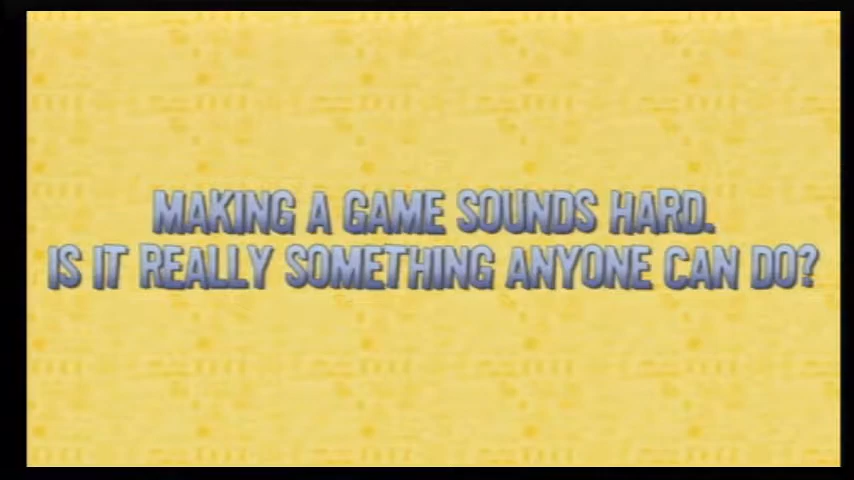 MAKING A GAME SOUNDS HARD.
IS IT REALLY SOMETHING ANYONE CAN DO?